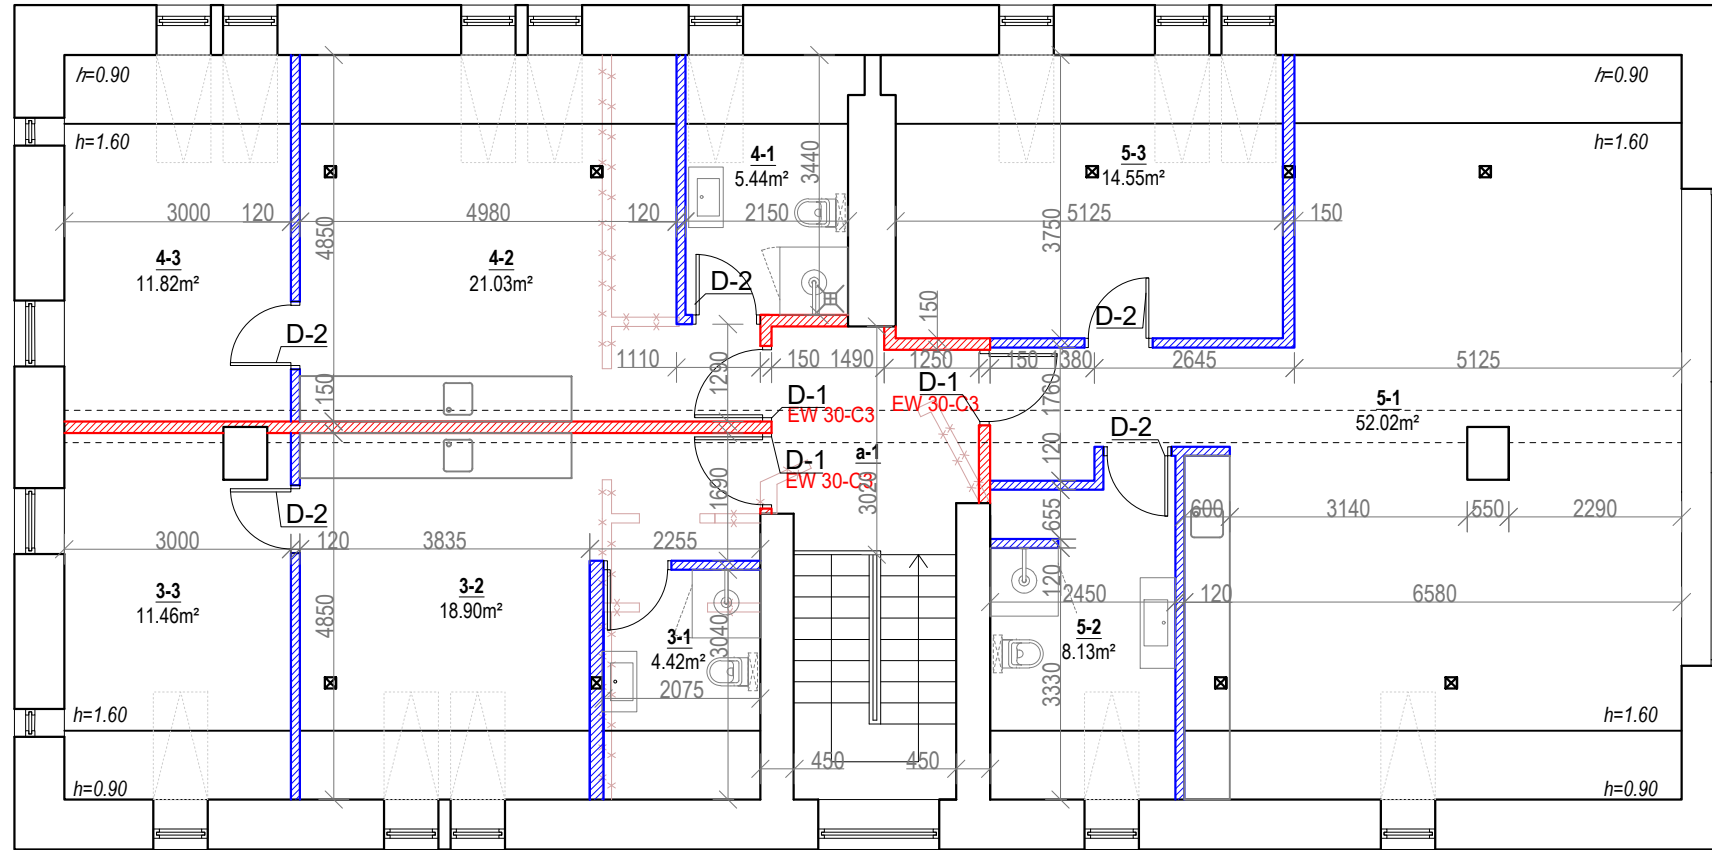 h=0.90
h=0.90
h=1.60
h=1.60
4-1
5.44m²
3440
5-3
14.55m²
3000
120
4850
4980
120
2150
3750
5125
150
4-3
11.82m²
4-2
21.03m²
D-2
150
D-2
D-2
1110
1290
150
1490
1250
150
380
1760
2645
5125
150
D-1
EW 30-C3
D-1
EW 30-C3
5-1
52.02m²
D-1
EW 30-C3
1690
a-1
3020
120
D-2
D-2
655
600
3140
550
2290
3000
120
3835
2255
3-3
11.46m²
4850
3-2
18.90m²
3-1
4.42m²
3040
2075
120
2450
120
6580
5-2
8.13m²
3330
h=1.60
h=1.60
450
450
h=0.90
h=0.90